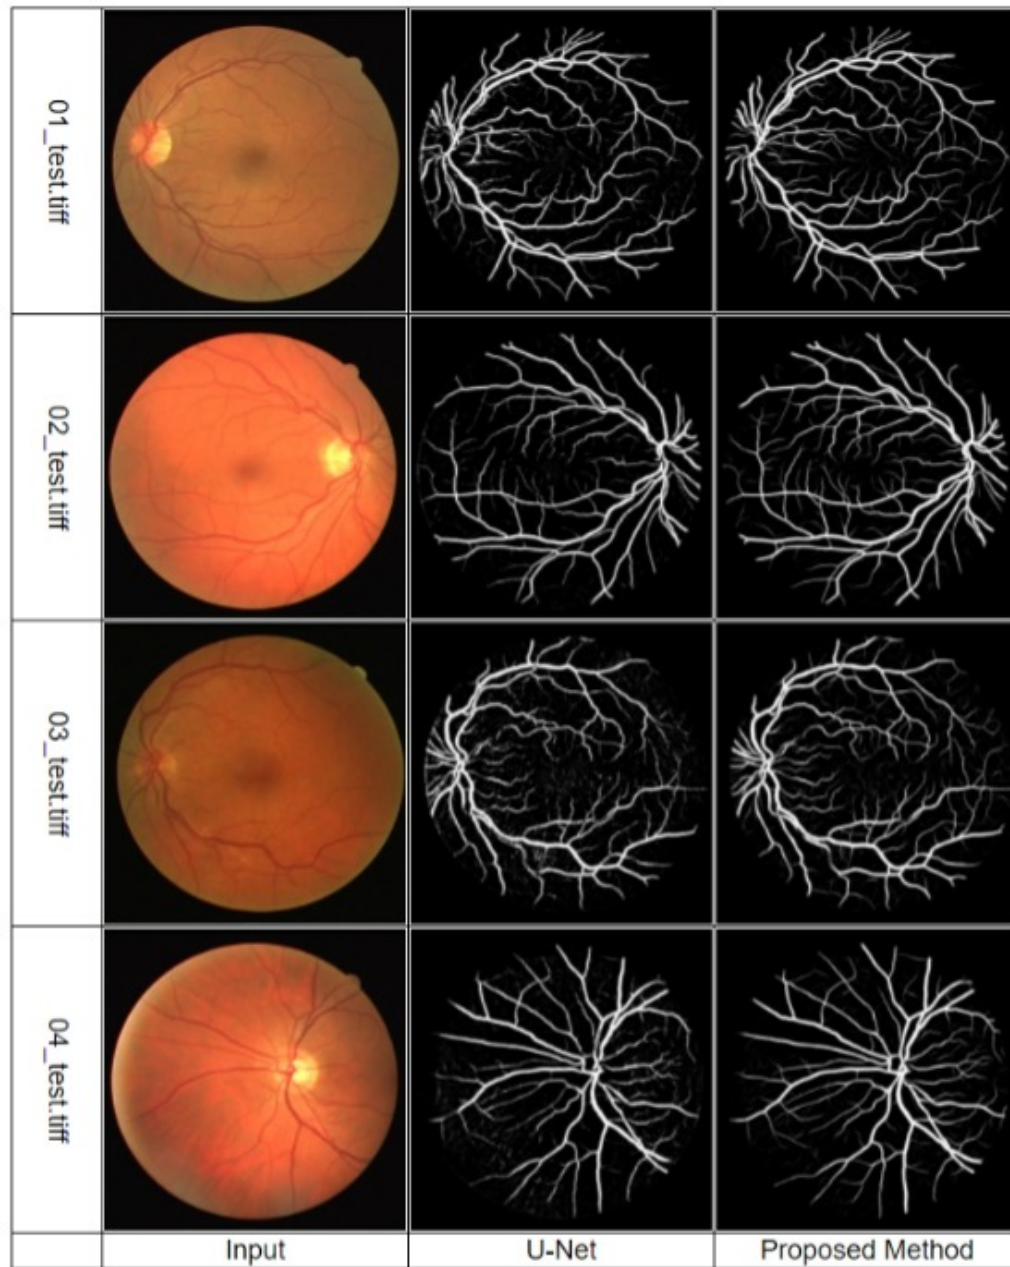 01_test.tiff
02_test.tiff
03_test.tiff
04_test.tiff
Input
U-Net
Proposed Method